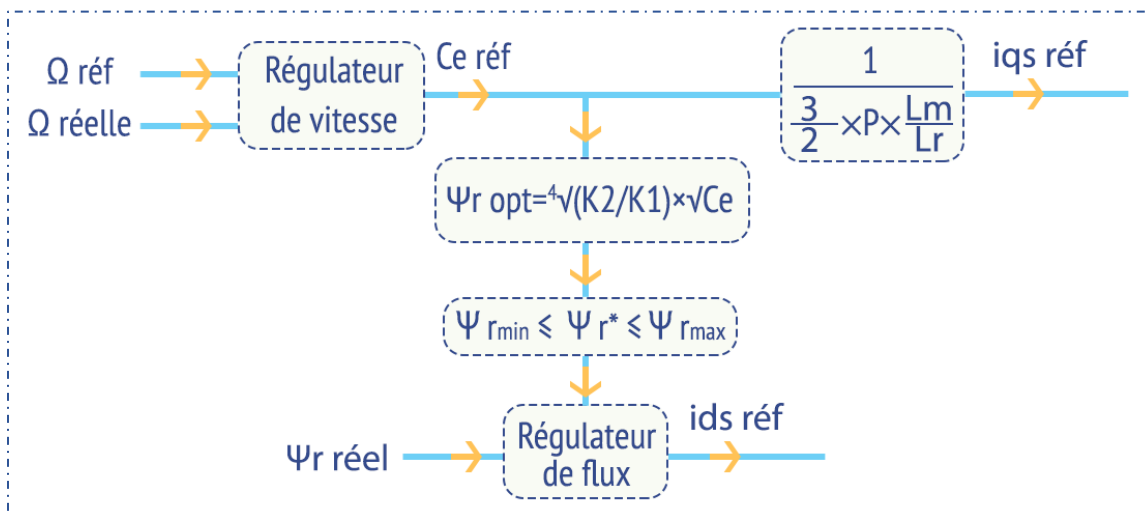 Ω réf
Ω réelle
Régulateur
de vitesse
Ce réf
1
3/2 ×P× Lm/Lr
iqs réf
Ψr opt=⁴√(K2/K1)×√Ce
Ψ rmin ≤ Ψ r* ≤ Ψ rmax
Ψr réel
Régulateur
de flux
ids réf